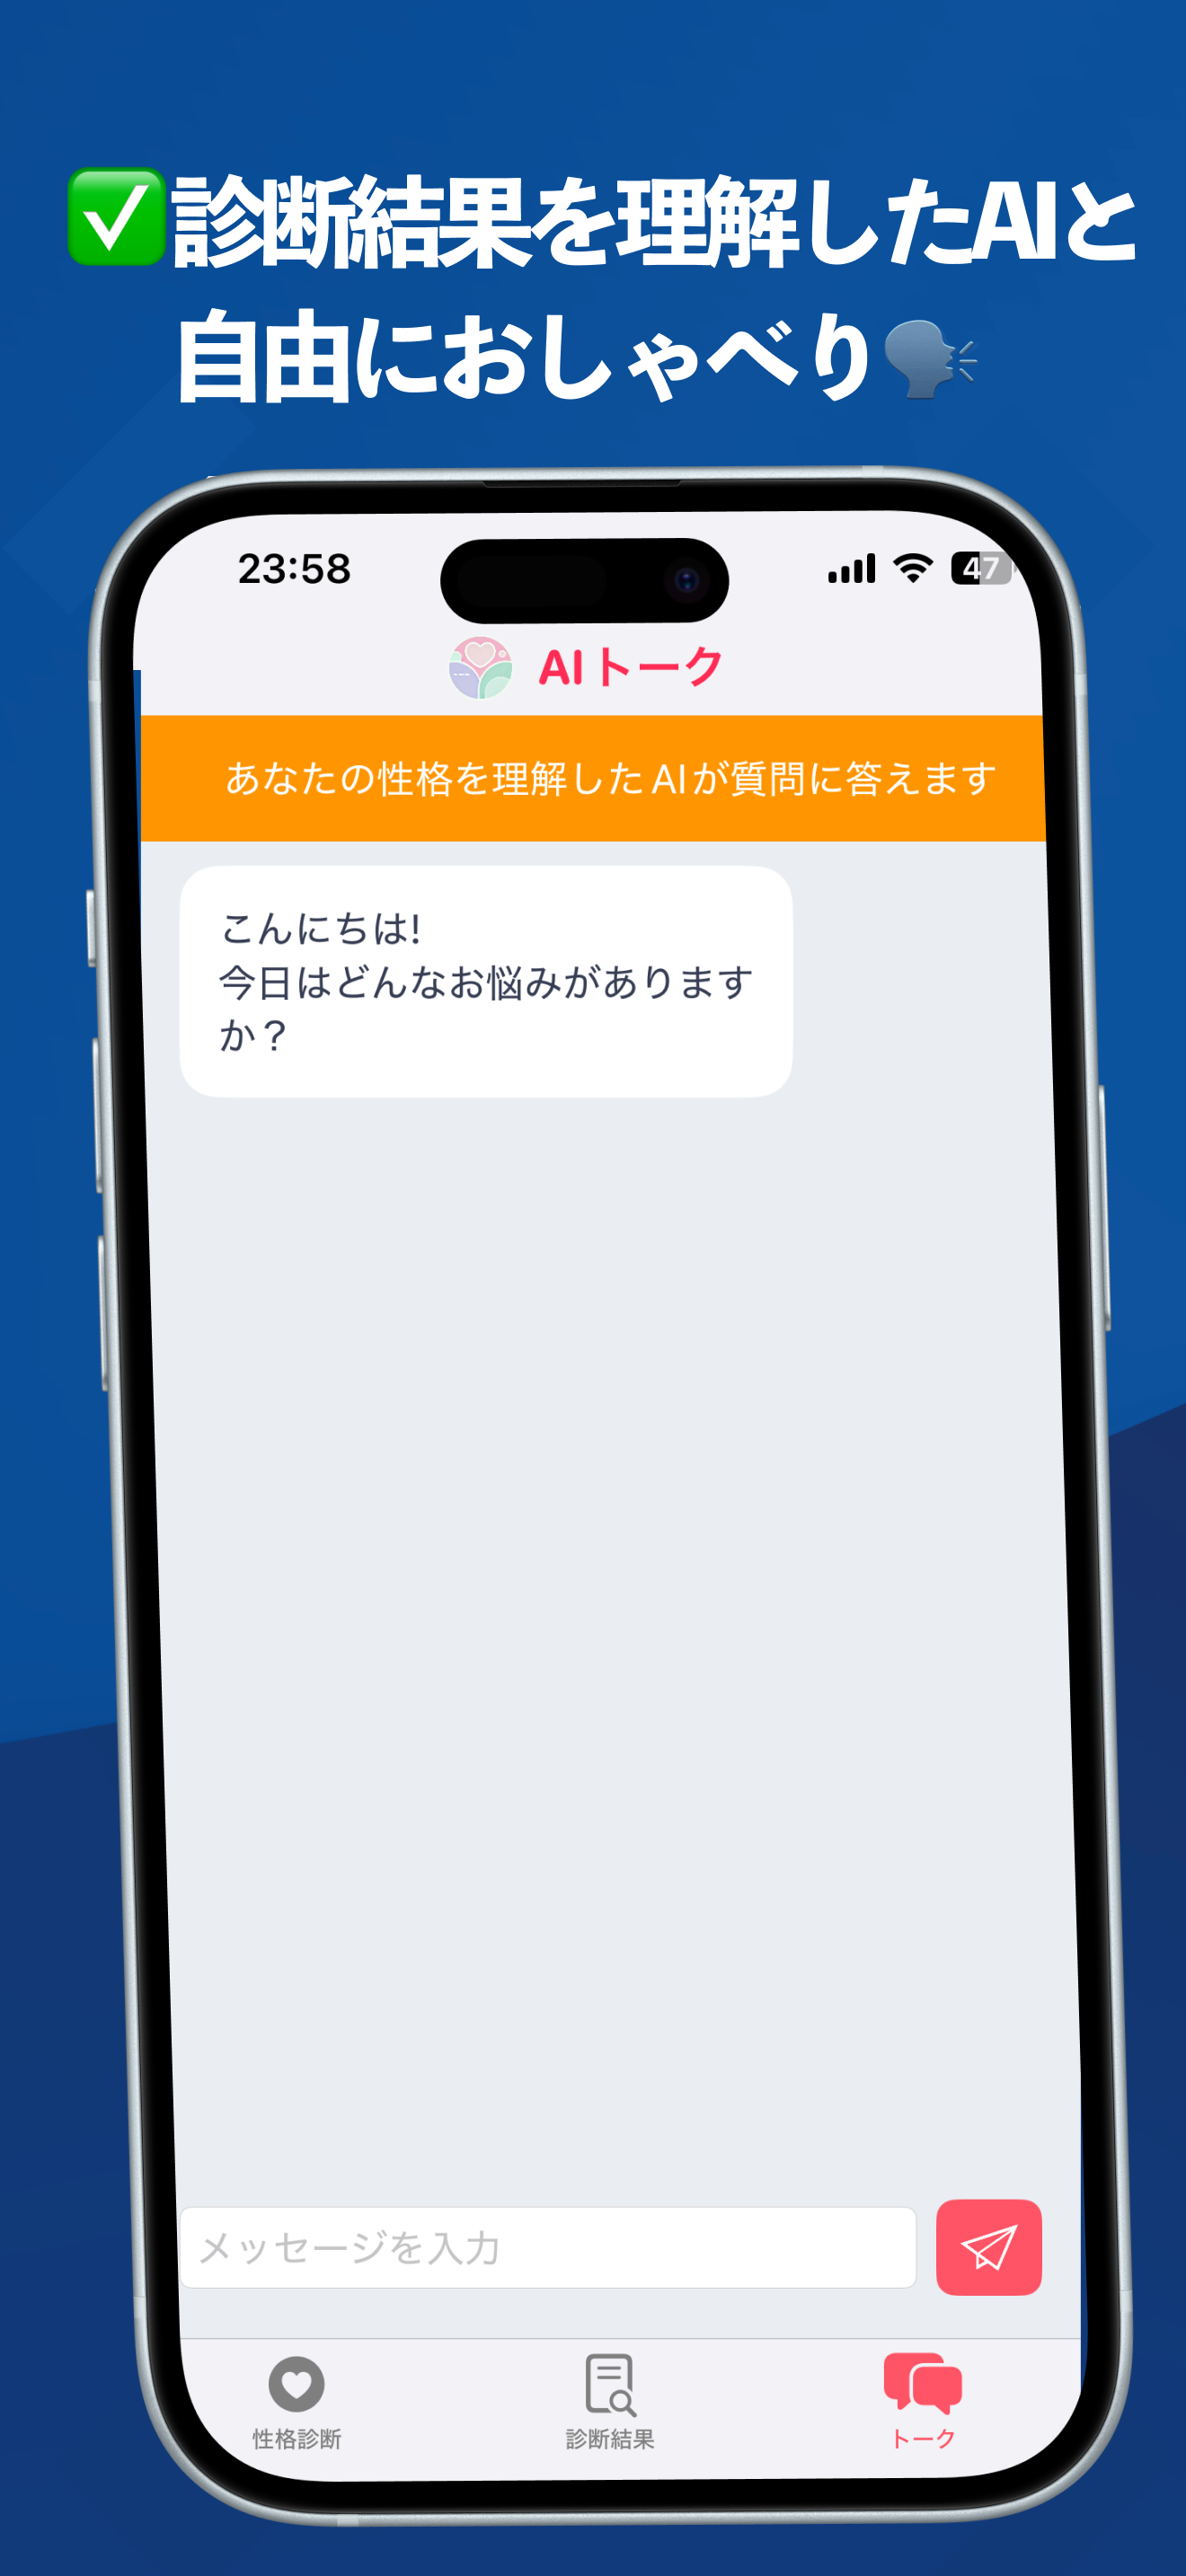 ✅診断結果を理解したAIと
自由におしゃべり🗣
23:58
47
AIトーク
あなたの性格を理解したAIが質問に答えます
こんにちは!
今日はどんなお悩みがあります
か？
メッセージを入力
性格診断
診断結果
トーク